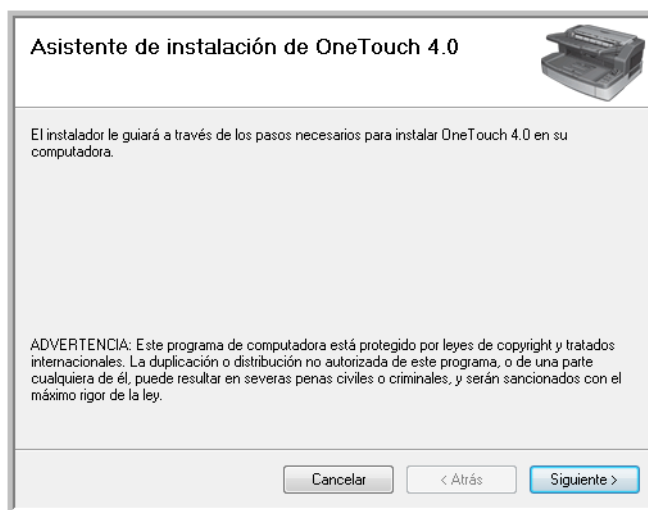 Asistente de instalación de OneTouch 4.0
El instalador le guiará a través de los pasos necesarios para instalar OneTouch 4.0 en su
computadora.
ADVERTENCIA: Este programa de computadora está protegido por leyes de copyright y tratados
internacionales. La duplicación o distribución no autorizada de este programa, o de una parte
cualquiera de él, puede resultar en severas penas civiles o criminales, y serán sancionados con el
máximo rigor de la ley.
Cancelar < Atrás Siguiente >